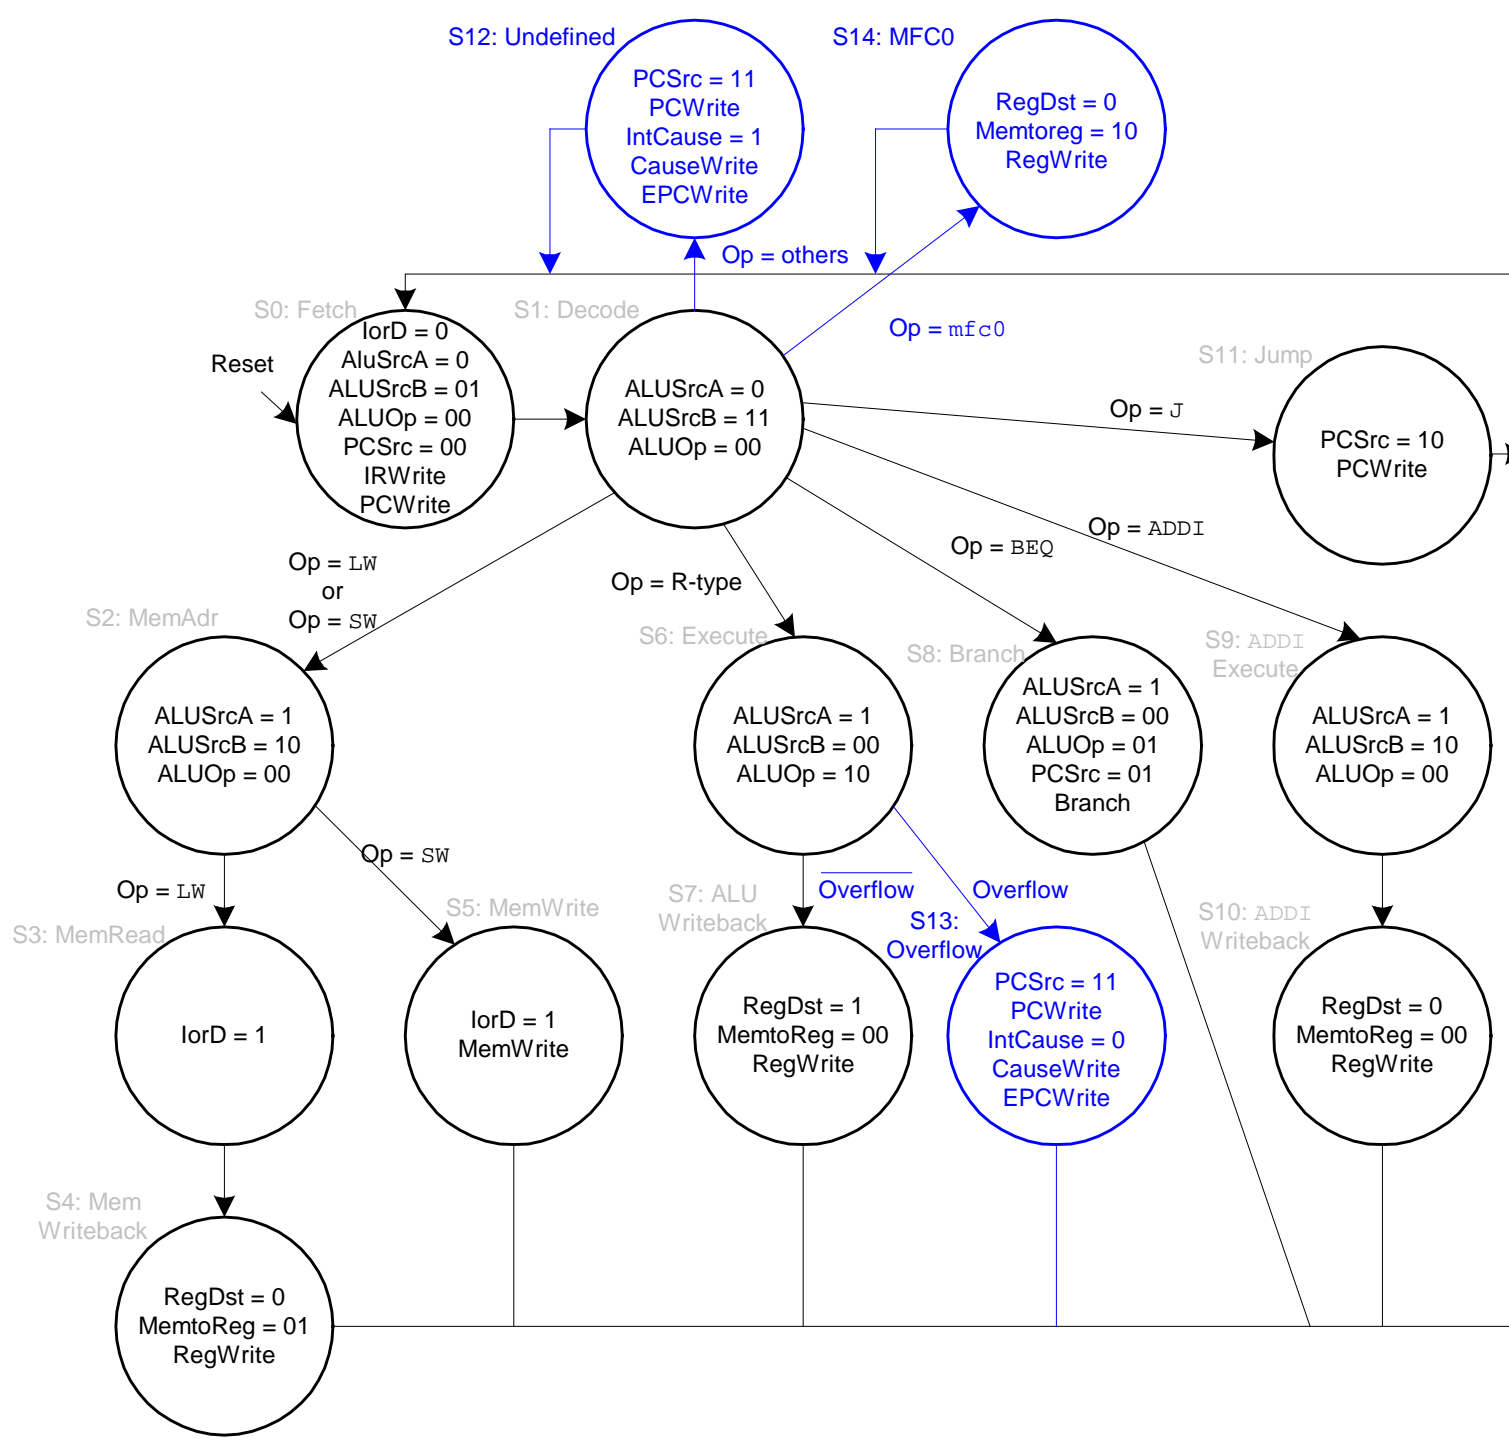 S12: Undefined
PCSrc = 11
PCWrite
IntCause = 1
CauseWrite
EPCWrite
S14: MFC0
RegDst = 0
Memtoreg = 10
RegWrite
Op = others
Op = mfc0
S0: Fetch
Reset
IorD = 0
AluSrcA = 0
ALUSrcB = 01
ALUOp = 00
PCSrc = 00
IRWrite
PCWrite
S1: Decode
ALUSrcA = 0
ALUSrcB = 11
ALUOp = 00
S11: Jump
Op = J
PCSrc = 10
PCWrite
Op = LW
or
Op = SW
Op = R-type
Op = BEQ
Op = ADDI
S2: MemAdr
ALUSrcA = 1
ALUSrcB = 10
ALUOp = 00
S6: Execute
ALUSrcA = 1
ALUSrcB = 00
ALUOp = 10
S8: Branch
ALUSrcA = 1
ALUSrcB = 00
ALUOp = 01
PCSrc = 01
Branch
S9: ADDI
Execute
ALUSrcA = 1
ALUSrcB = 10
ALUOp = 00
Op = LW
Op = SW
Overflow
Overflow
S3: MemRead
IorD = 1
S5: MemWrite
IorD = 1
MemWrite
S7: ALU
Writeback
RegDst = 1
MemtoReg = 00
RegWrite
S13:
Overflow
PCSrc = 11
PCWrite
IntCause = 0
CauseWrite
EPCWrite
S10: ADDI
Writeback
RegDst = 0
MemtoReg = 00
RegWrite
S4: Mem
Writeback
RegDst = 0
MemtoReg = 01
RegWrite